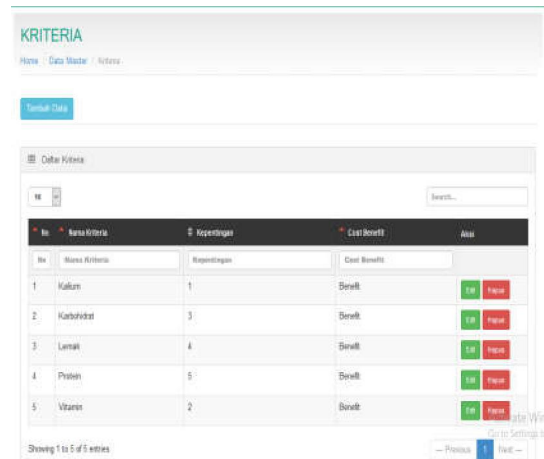 KRITERIA
Home / Data Master / Kriteria
Tambah Data
Daftar Kriteria
10 Search...
No Nama Kriteria Kepentingan Cost Benefit Aksi
No Nama Kriteria Kepentingan Cost Benefit
1 Kalium 1 Benefit Edit Hapus
2 Karbohidrat 3 Benefit Edit Hapus
3 Lemak 4 Benefit Edit Hapus
4 Protein 5 Benefit Edit Hapus
5 Vitamin 2 Benefit Edit Hapus
Showing 1 to 5 of 5 entries
← Previous 1 Next →
Go to Settings